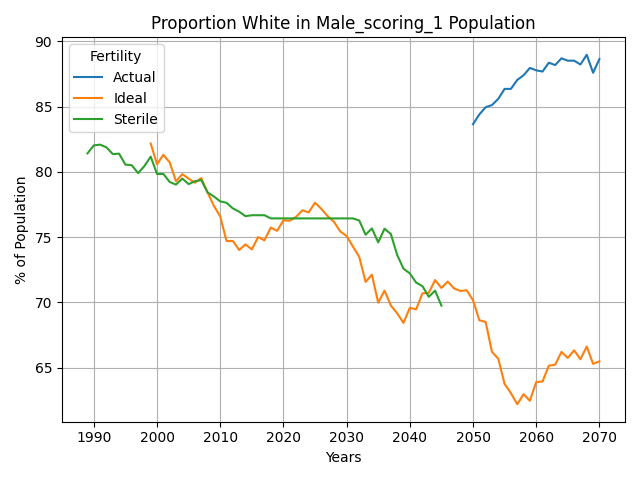 Proportion White in Male_scoring_1 Population
Fertility
Actual
Ideal
Sterile
% of Population
90
85
80
75
70
65
1990 2000 2010 2020 2030 2040 2050 2060 2070
Years